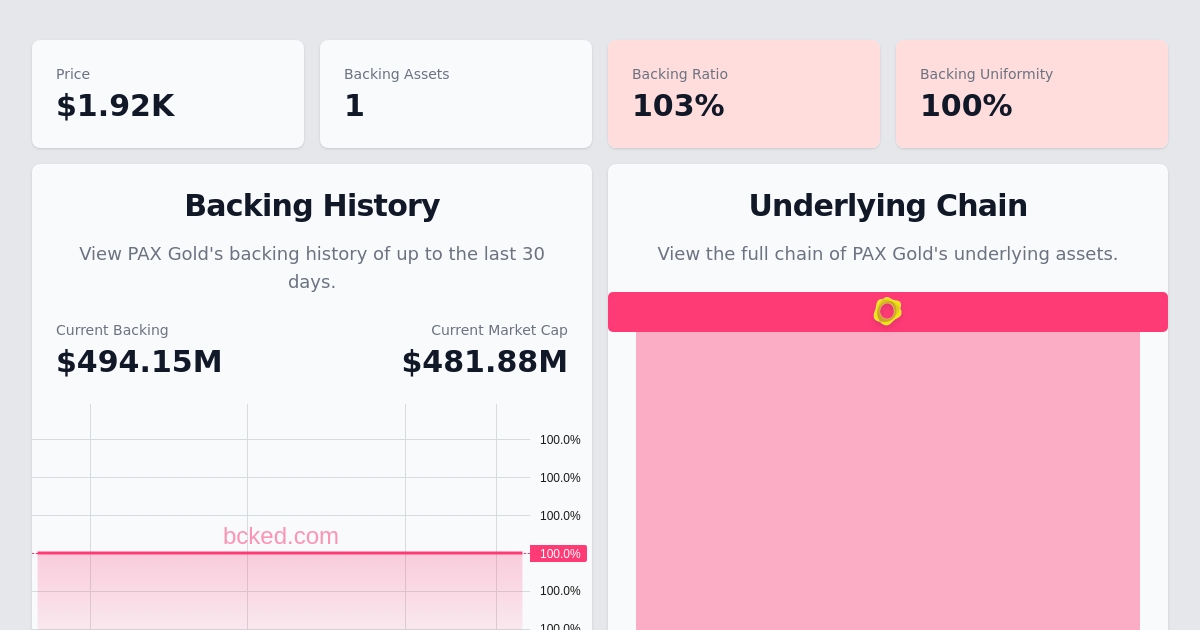 Price
$1.92K
Backing Assets
1
Backing Ratio
103%
Backing Uniformity
100%
Backing History
View PAX Gold's backing history of up to the last 30
days.
Current Backing
$494.15M
Current Market Cap
$481.88M
100.0%
100.0%
100.0%
bcked.com
100.0%
100.0%
100.0%
Underlying Chain
View the full chain of PAX Gold's underlying assets.